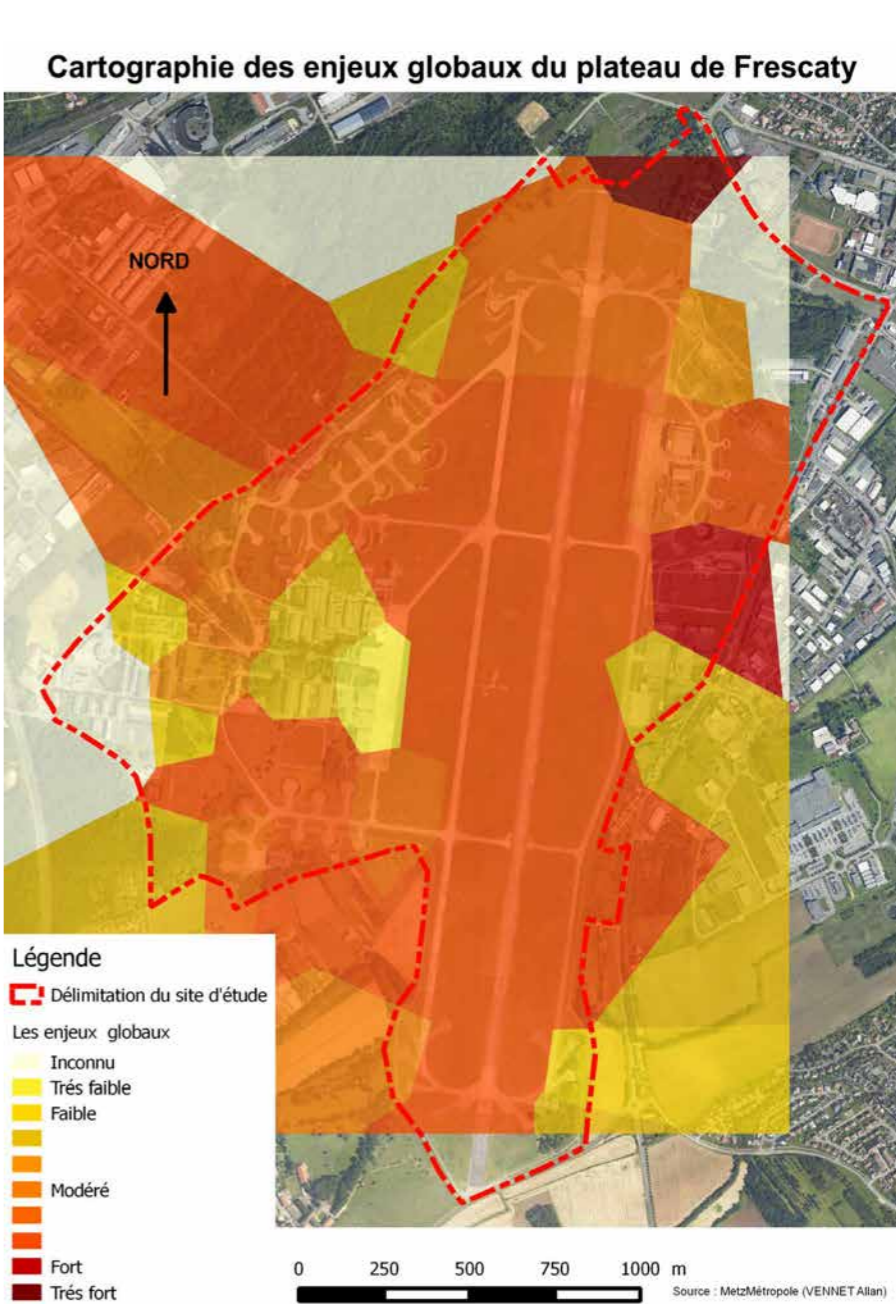 Cartographie des enjeux globaux du plateau de Frescaty
NORD
Légende
Délimitation du site d'étude
Les enjeux globaux
Inconnu
Trés faible
Faible
Modéré
Fort
Trés fort
0 250 500 750 1000 m
Source : MetzMétropole (VENNET Allan)